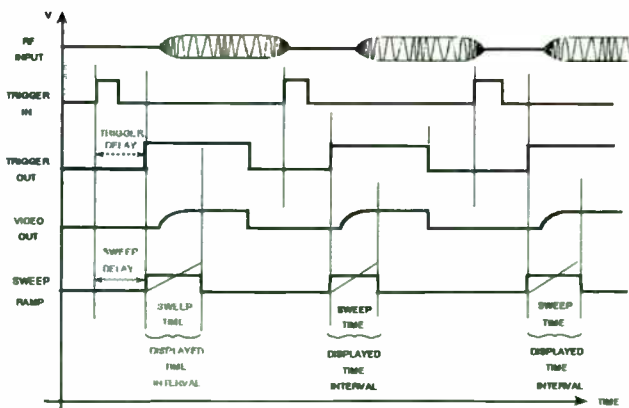 V
RF
INPUT
TRIGGER
IN
TRIGGER
DELAY
TRIGGER
OUT
VIDEO
OUT
SWEEP
DELAY
SWEEP
RAMP
SWEEP
TIME
SWEEP
TIME
SWEEP
TIME
DISPLAYED
TIME
INTERVAL
DISPLAYED
TIME
INTERVAL
DISPLAYED
TIME
INTERVAL
TIME